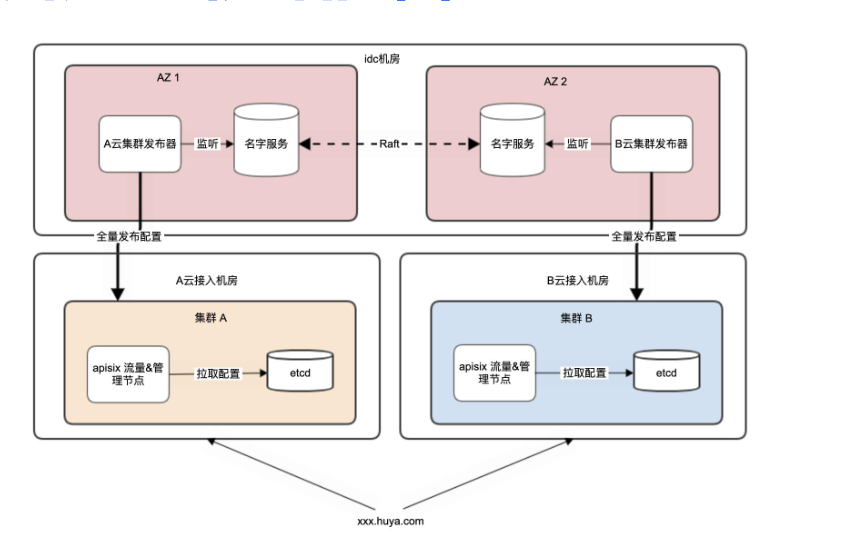 idc机房
AZ 1
AZ 2
A云集群发布器
监听
名字服务
Raft
名字服务
监听
B云集群发布器
全量发布配置
全量发布配置
A云接入机房
B云接入机房
集群 A
集群 B
apisix 流量&管
理节点
拉取配置
etcd
apisix 流量&管
理节点
拉取配置
etcd
xxx.huya.com